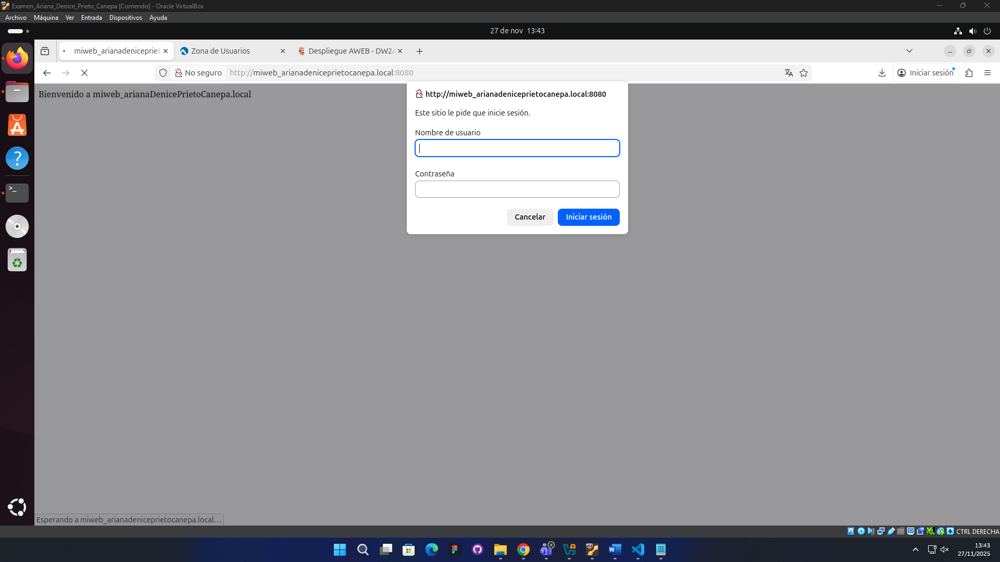 Examen_Ariana_Denice_Prieto_Canepa [Corriendo] - Oracle VirtualBox
Archivo Máquina Ver Entrada Dispositivos Ayuda
27 de nov 13:43
miweb_arianadenicepriet
Zona de Usuarios
Despliegue AWEB - DW2A
No seguro
http://miweb_arianadeniceprietocanepa.local:8080
Iniciar sesión
Bienvenido a miweb_arianaDenicePrietoCanepa.local
http://miweb_arianadeniceprietocanepa.local:8080
Este sitio le pide que inicie sesión.
Nombre de usuario
Contraseña
Cancelar
Iniciar sesión
Esperando a miweb_arianadeniceprietocanepa.local…
CTRL DERECHA
13:43
27/11/2025